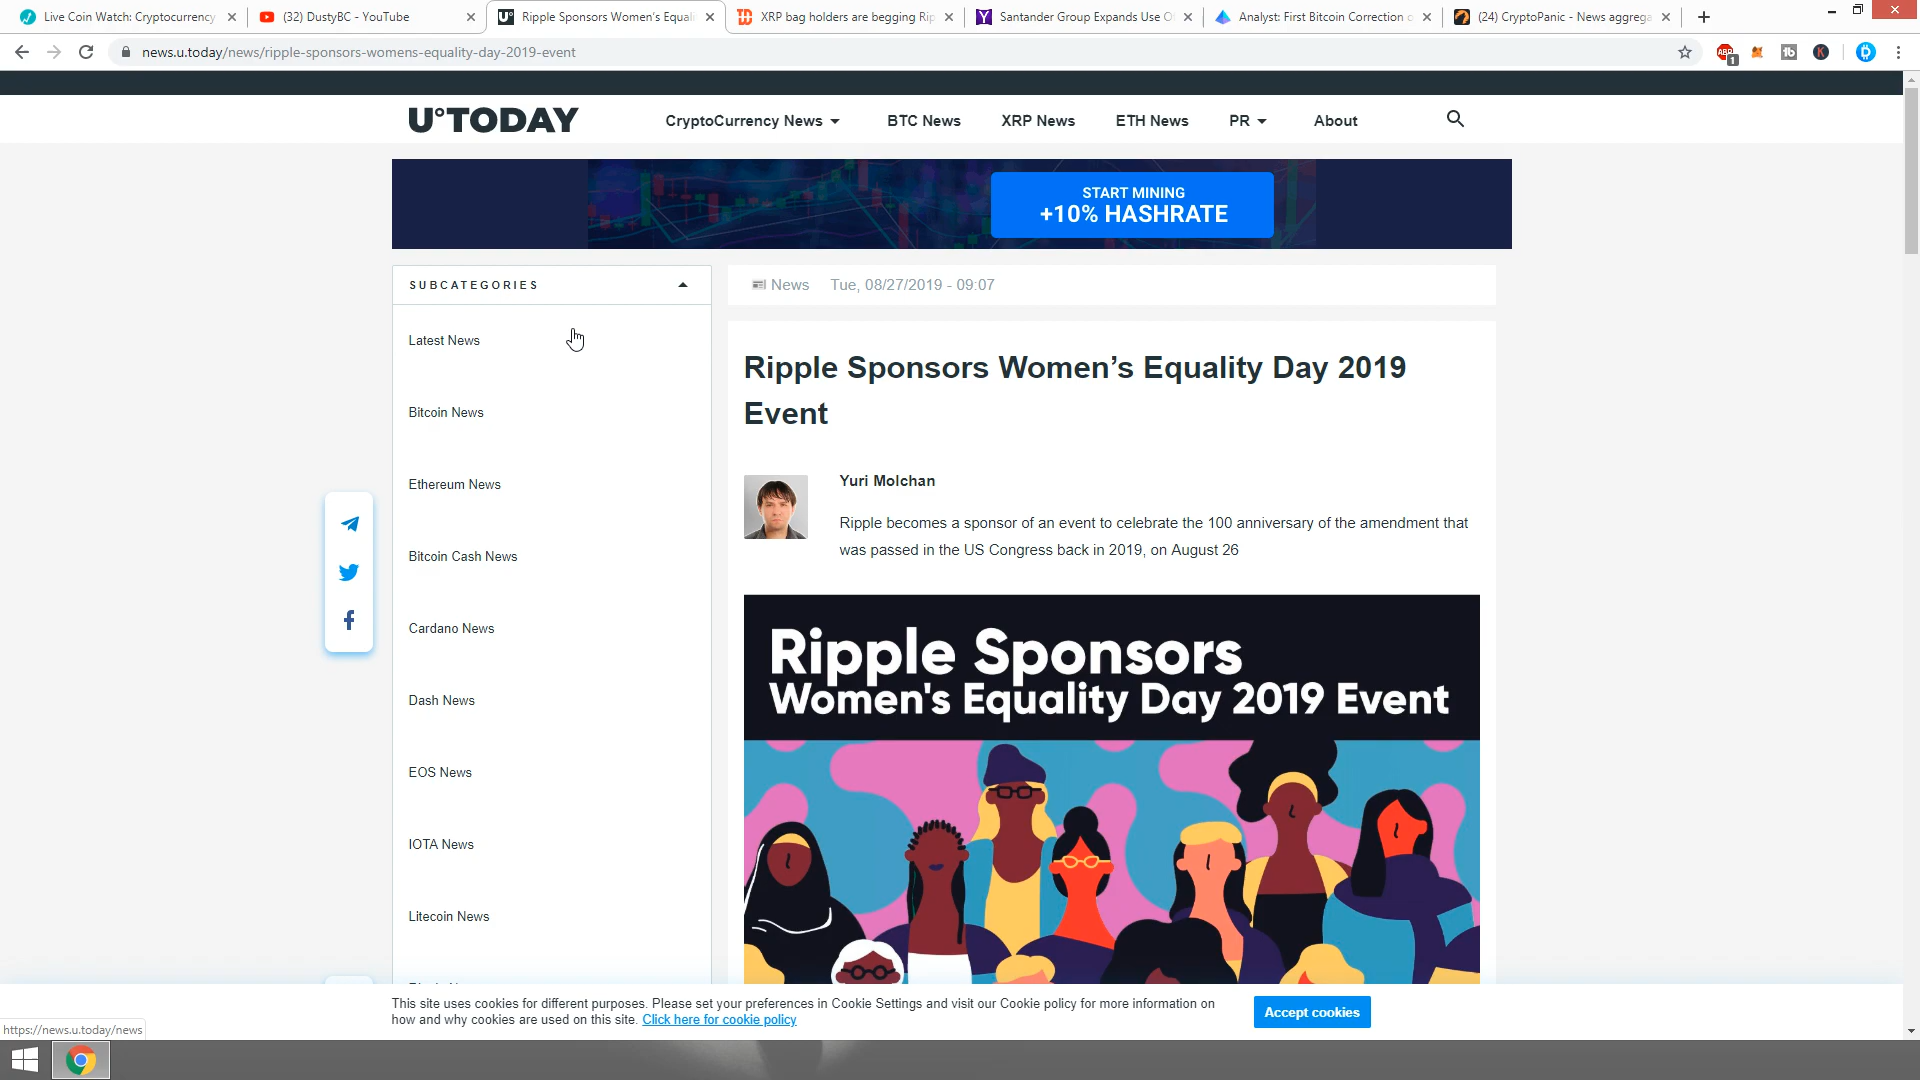 Live Coin Watch: Cryptocurrency
(32) DustyBC - YouTube
Ripple Sponsors Women's Equali
XRP bag holders are begging Rip
Santander Group Expands Use O
Analyst: First Bitcoin Correction o
(24) CryptoPanic - News aggrega
news.u.today/news/ripple-sponsors-womens-equality-day-2019-event
ABP
1
U°TODAY
CryptoCurrency News
BTC News
XRP News
ETH News
PR
About
START MINING
+10% HASHRATE
SUBCATEGORIES
Latest News
Bitcoin News
Ethereum News
Bitcoin Cash News
Cardano News
Dash News
EOS News
IOTA News
Litecoin News
News Tue, 08/27/2019 - 09:07
Ripple Sponsors Women’s Equality Day 2019
Event
Yuri Molchan
Ripple becomes a sponsor of an event to celebrate the 100 anniversary of the amendment that
was passed in the US Congress back in 2019, on August 26
Ripple Sponsors
Women's Equality Day 2019 Event
This site uses cookies for different purposes. Please set your preferences in Cookie Settings and visit our Cookie policy for more information on
how and why cookies are used on this site. Click here for cookie policy
Accept cookies
https://news.u.today/news